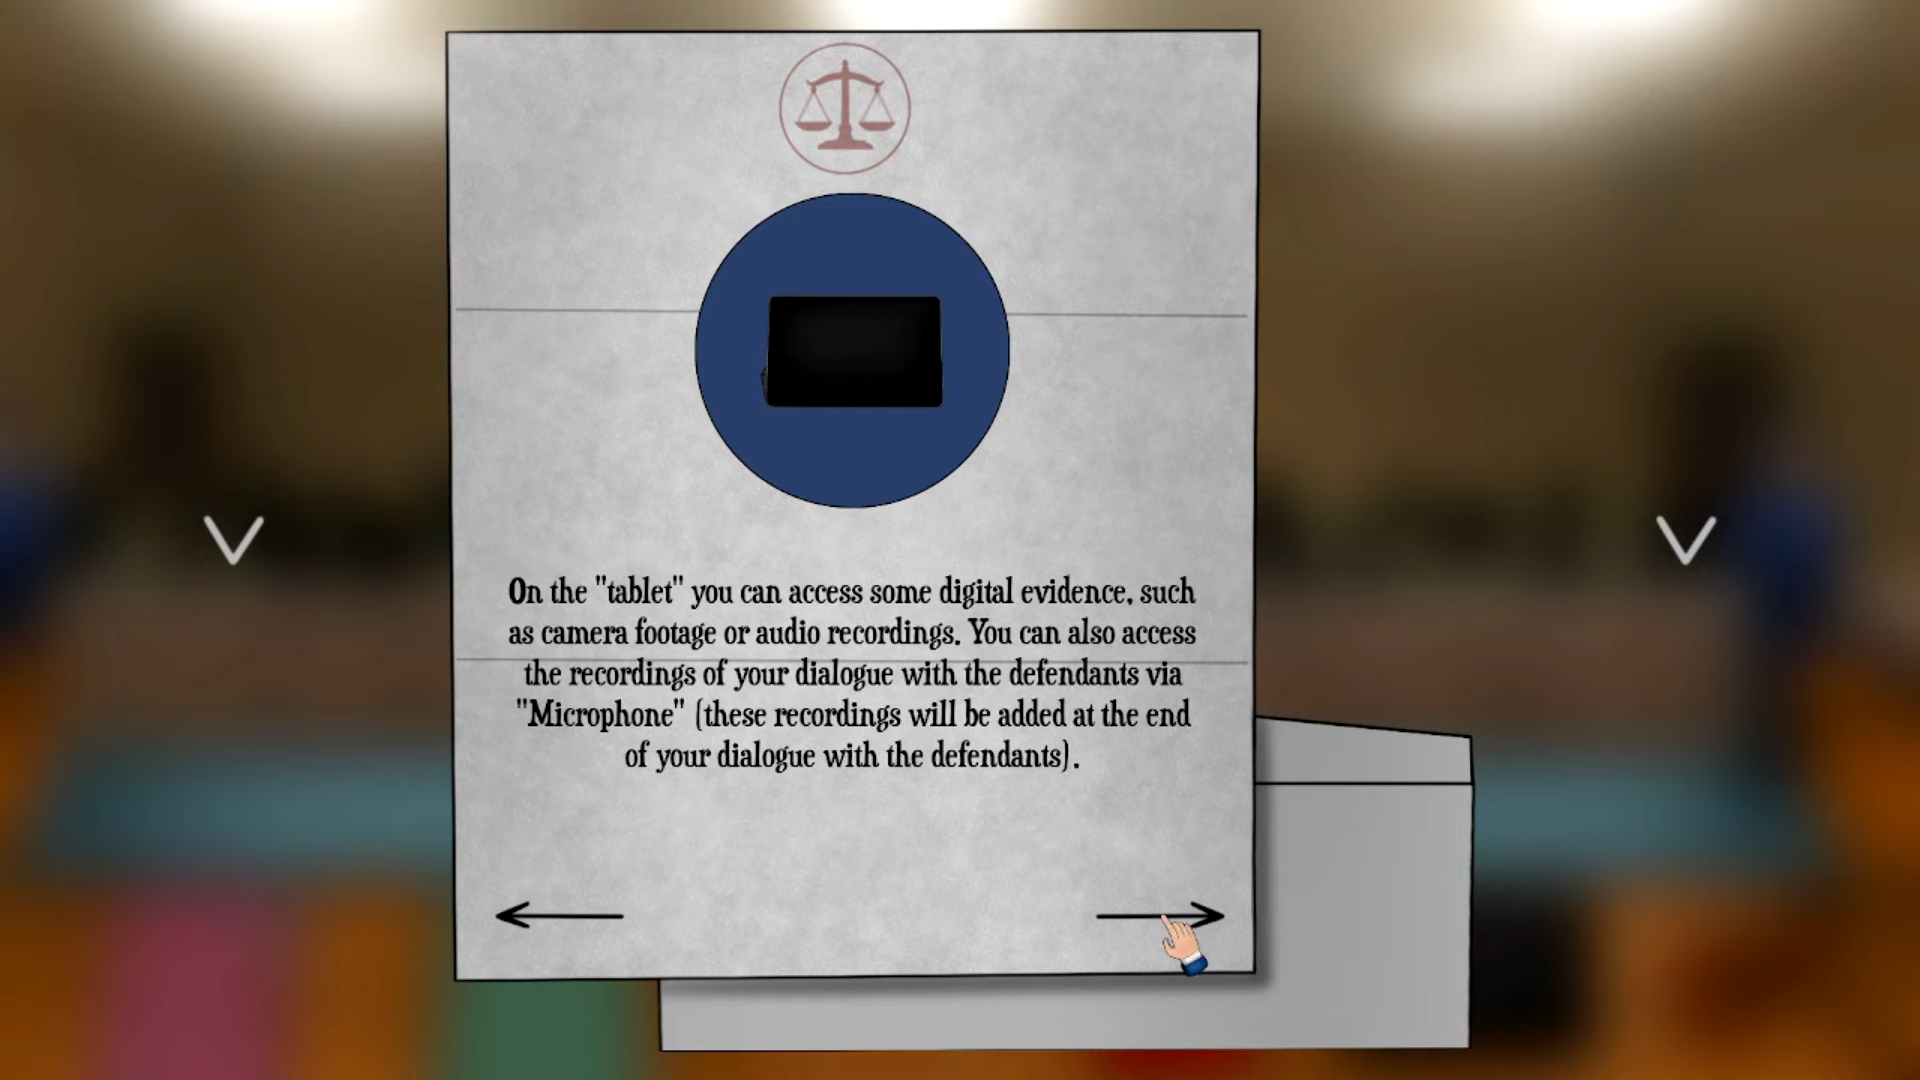 On the "tablet" you can access some digital evidence, such
as camera footage or audio recordings. You can also access
the recordings of your dialogue with the defendants via
"Microphone" (these recordings will be added at the end
of your dialogue with the defendants).